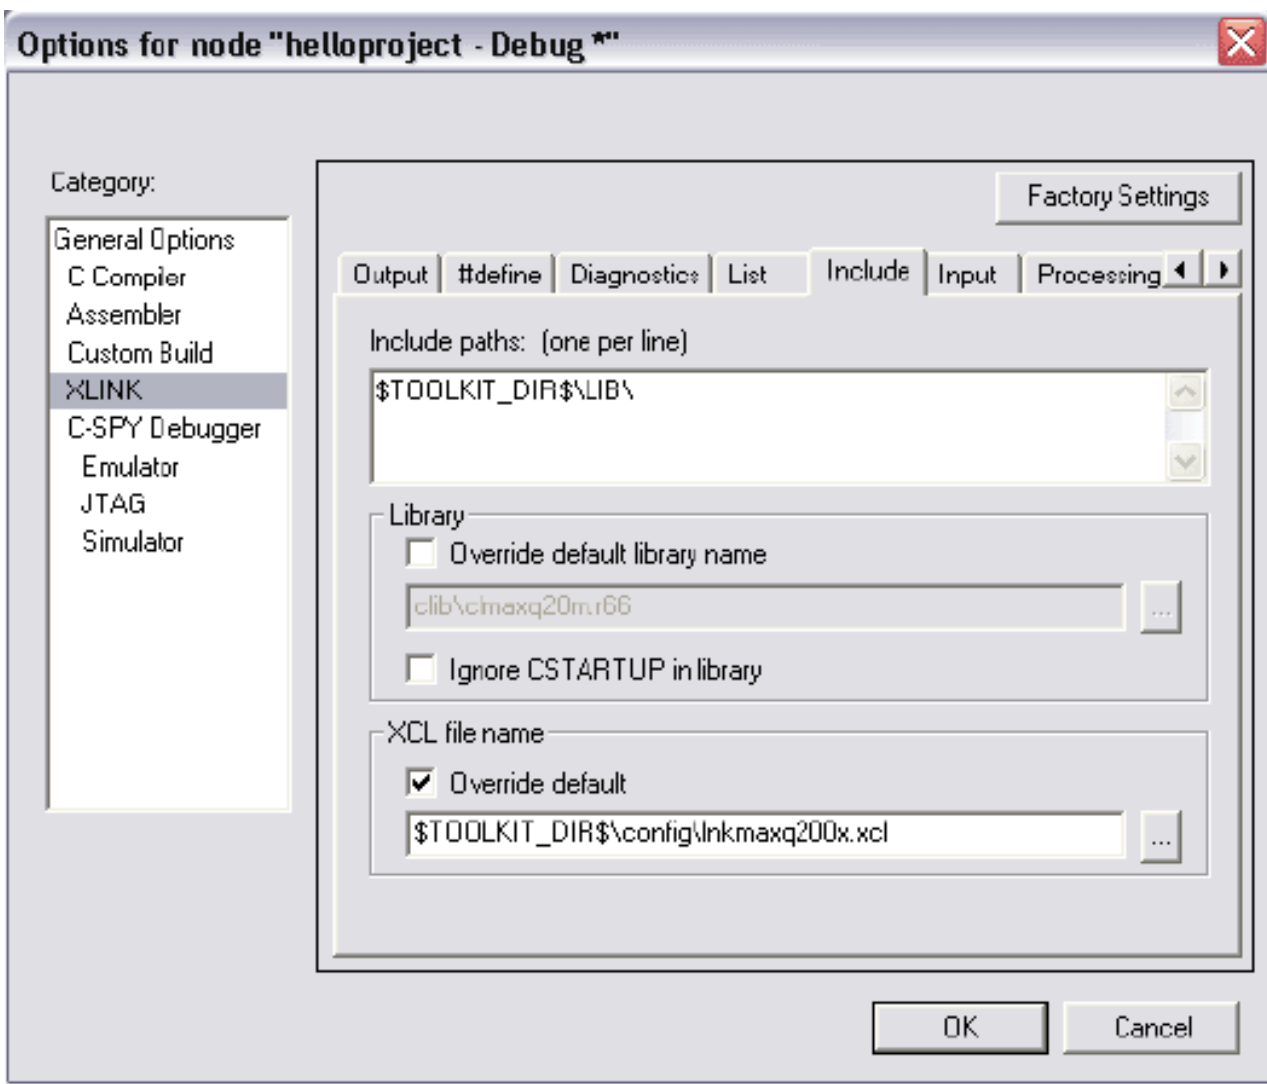 Options for node "helloproject - Debug *"
Category:
General Options
C Compiler
Assembler
Custom Build
XLINK
C-SPY Debugger
Emulator
JTAG
Simulator
Factory Settings
Output #define Diagnostics List Include Input Processing
Include paths: (one per line)
$TOOLKIT_DIR$\LIB\
Library
Override default library name
clib\clmaxq20m.r66
...
Ignore CSTARTUP in library
XCL file name
Override default
$TOOLKIT_DIR$\config\lnkmaxq200x.xcl
...
OK Cancel